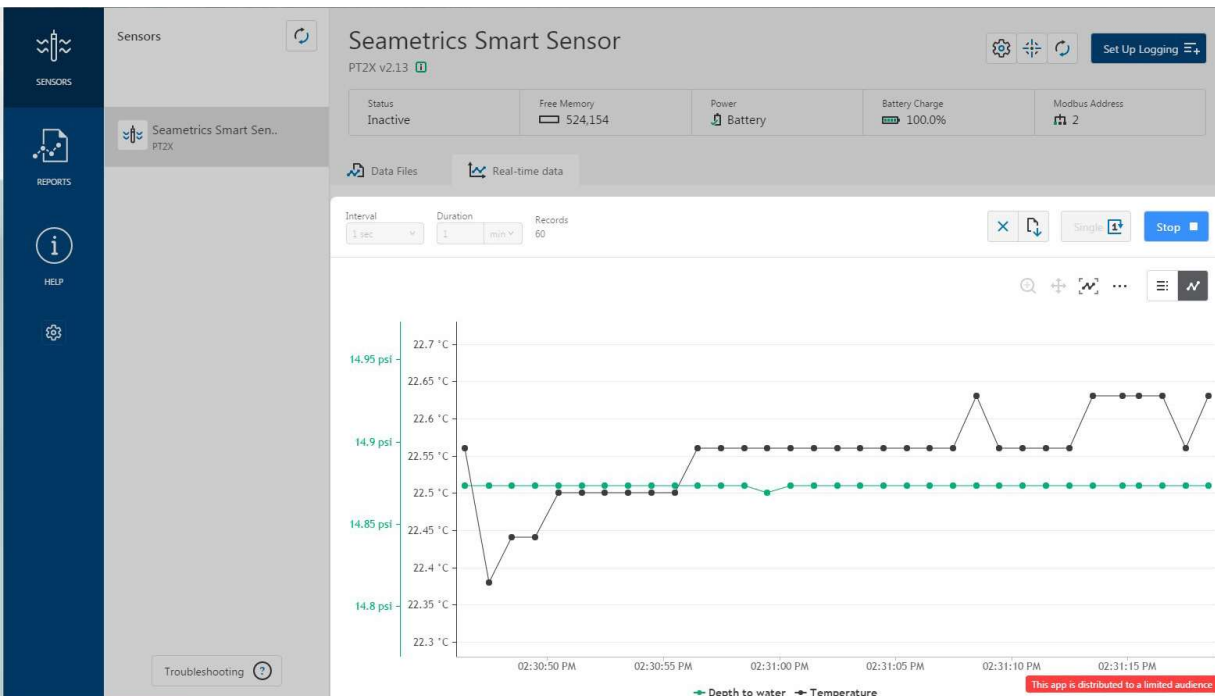 SENSORS
REPORTS
HELP
Sensors
Seametrics Smart Sen..
PT2X
Troubleshooting ?
Seametrics Smart Sensor
PT2X v2.13
Set Up Logging
Status
Inactive
Free Memory
524,154
Power
Battery
Battery Charge
100.0%
Modbus Address
2
Data Files
Real-time data
Interval
1 sec
Duration
1 min
Records
60
Single 1
Stop
14.95 psi
14.9 psi
14.85 psi
14.8 psi
22.7 °C
22.65 °C
22.6 °C
22.55 °C
22.5 °C
22.45 °C
22.4 °C
22.35 °C
22.3 °C
02:30:50 PM 02:30:55 PM 02:31:00 PM 02:31:05 PM 02:31:10 PM 02:31:15 PM
Depth to water Temperature
This app is distributed to a limited audience